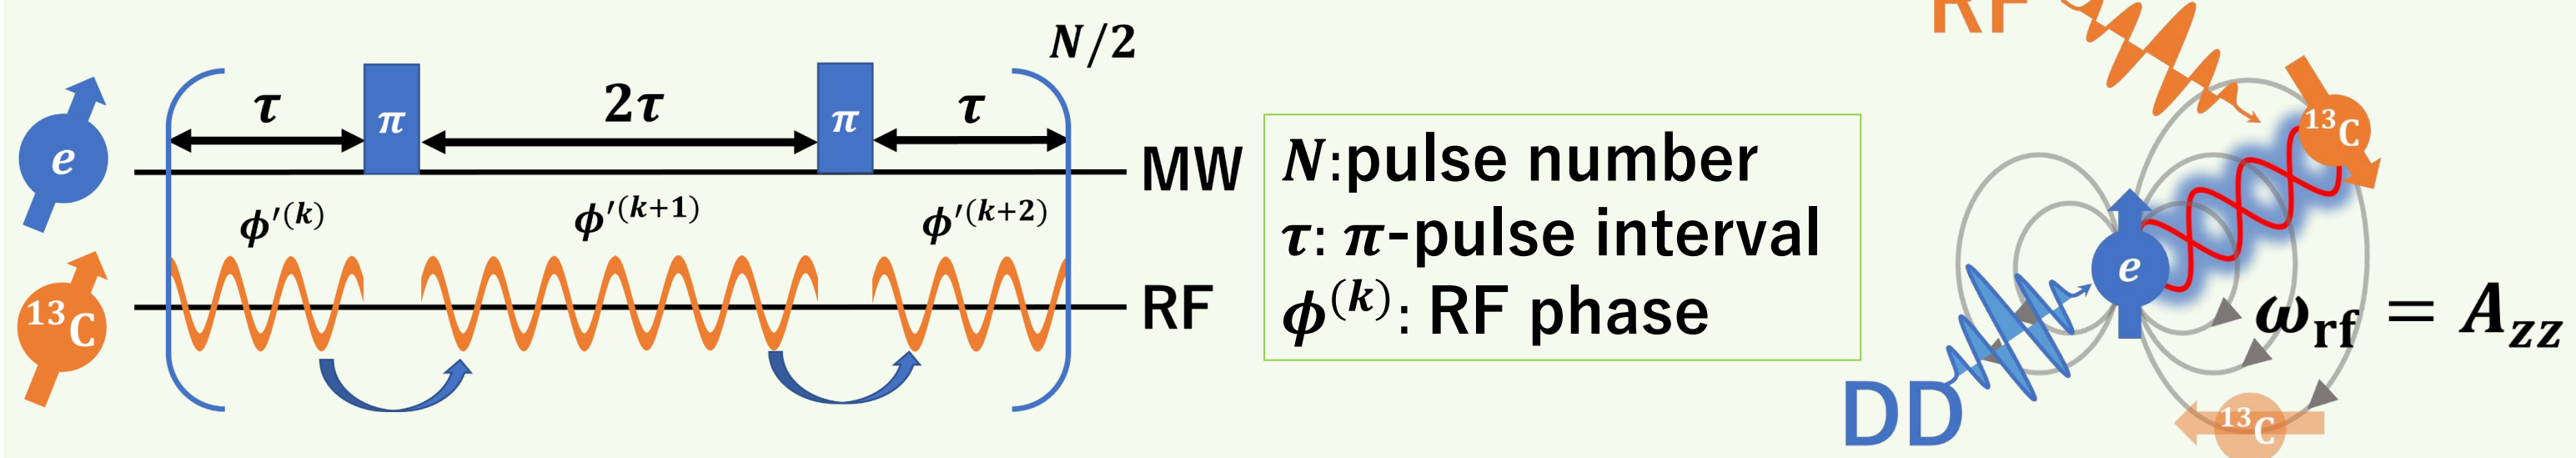 N/2
τ
π
2τ
π
τ
e
MW
ϕ′(k)
ϕ′(k+1)
ϕ′(k+2)
13C
RF
N:pulse number
τ: π-pulse interval
ϕ(k): RF phase
RF
13C
e
ωrf = Azz
DD
13C